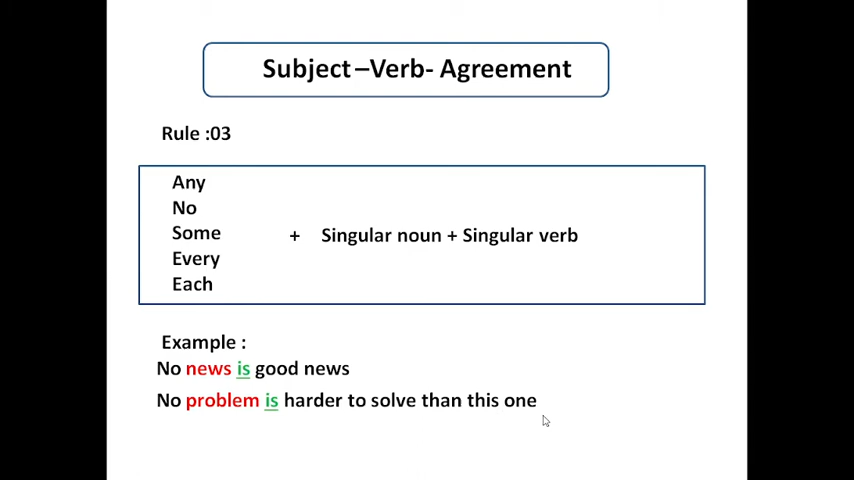 Subject –Verb- Agreement
Rule :03
Any
No
Some
+ Singular noun + Singular verb
Every
Each
Example :
No news is good news
No problem is harder to solve than this one